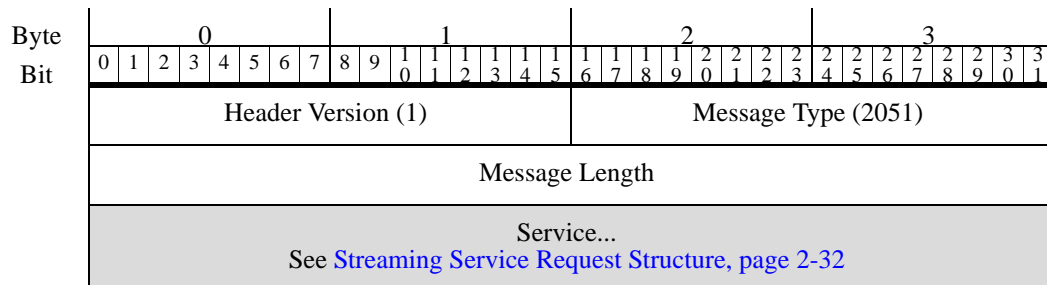 Byte 0 1 2 3
Bit 0 1 2 3 4 5 6 7 8 9 10 11 12 13 14 15 16 17 18 19 20 21 22 23 24 25 26 27 28 29 30 31
Header Version (1) Message Type (2051)
Message Length
Service...
See Streaming Service Request Structure, page 2-32